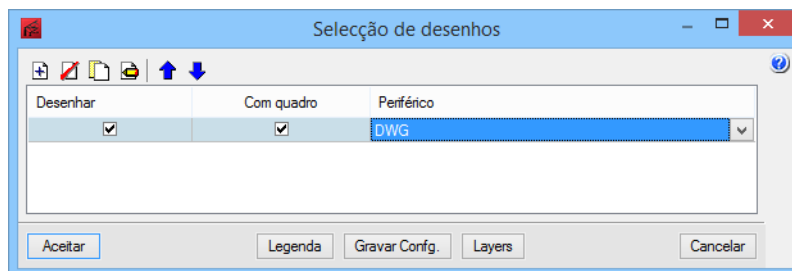 Selecção de desenhos
Desenhar Com quadro Periférico
DWG
Aceitar Legenda Gravar Confg. Layers Cancelar